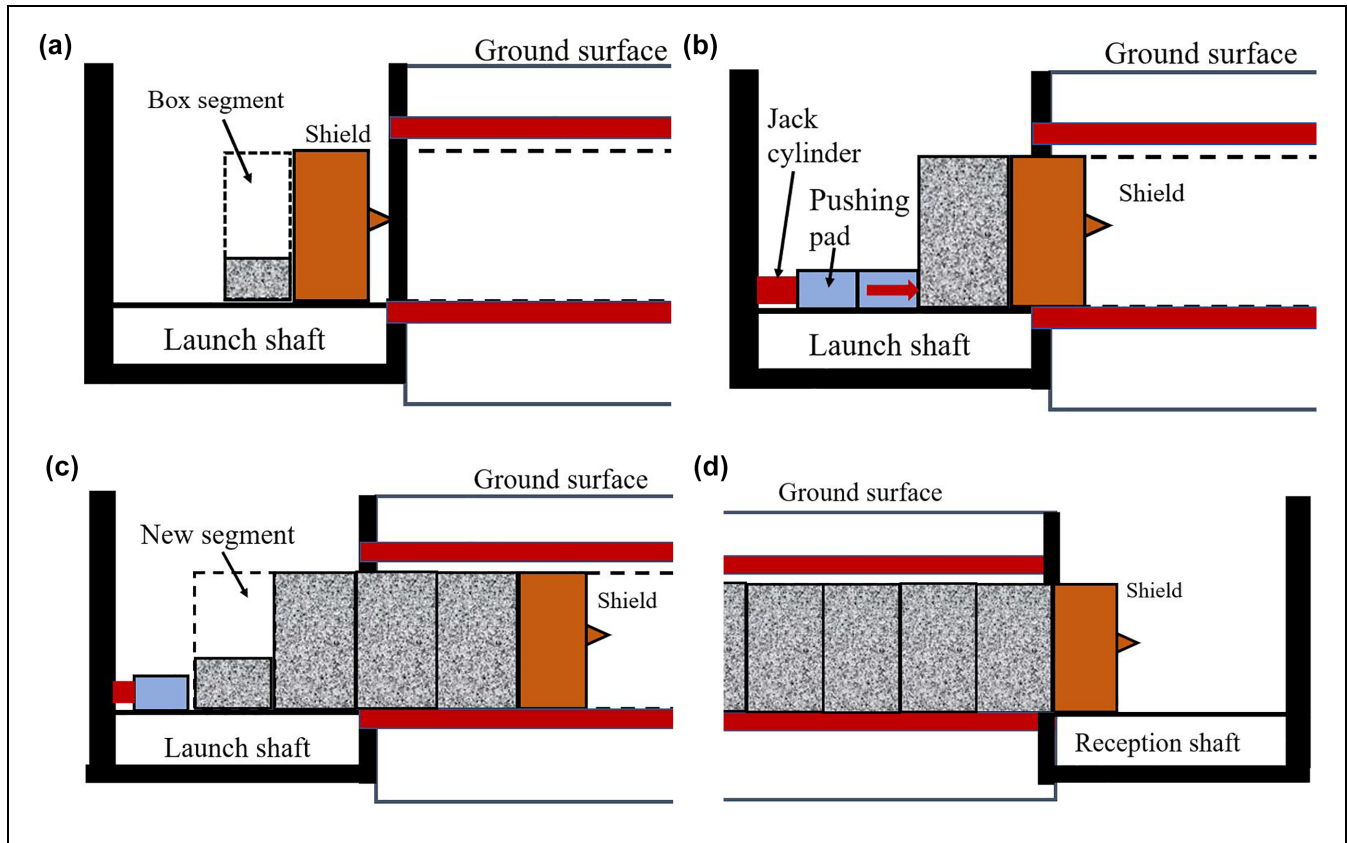 (a)
Ground surface
Box segment
Shield
Launch shaft
(b)
Ground surface
Jack
cylinder
Pushing
pad
Shield
Launch shaft
(c)
Ground surface
New segment
Shield
Launch shaft
(d)
Ground surface
Shield
Reception shaft